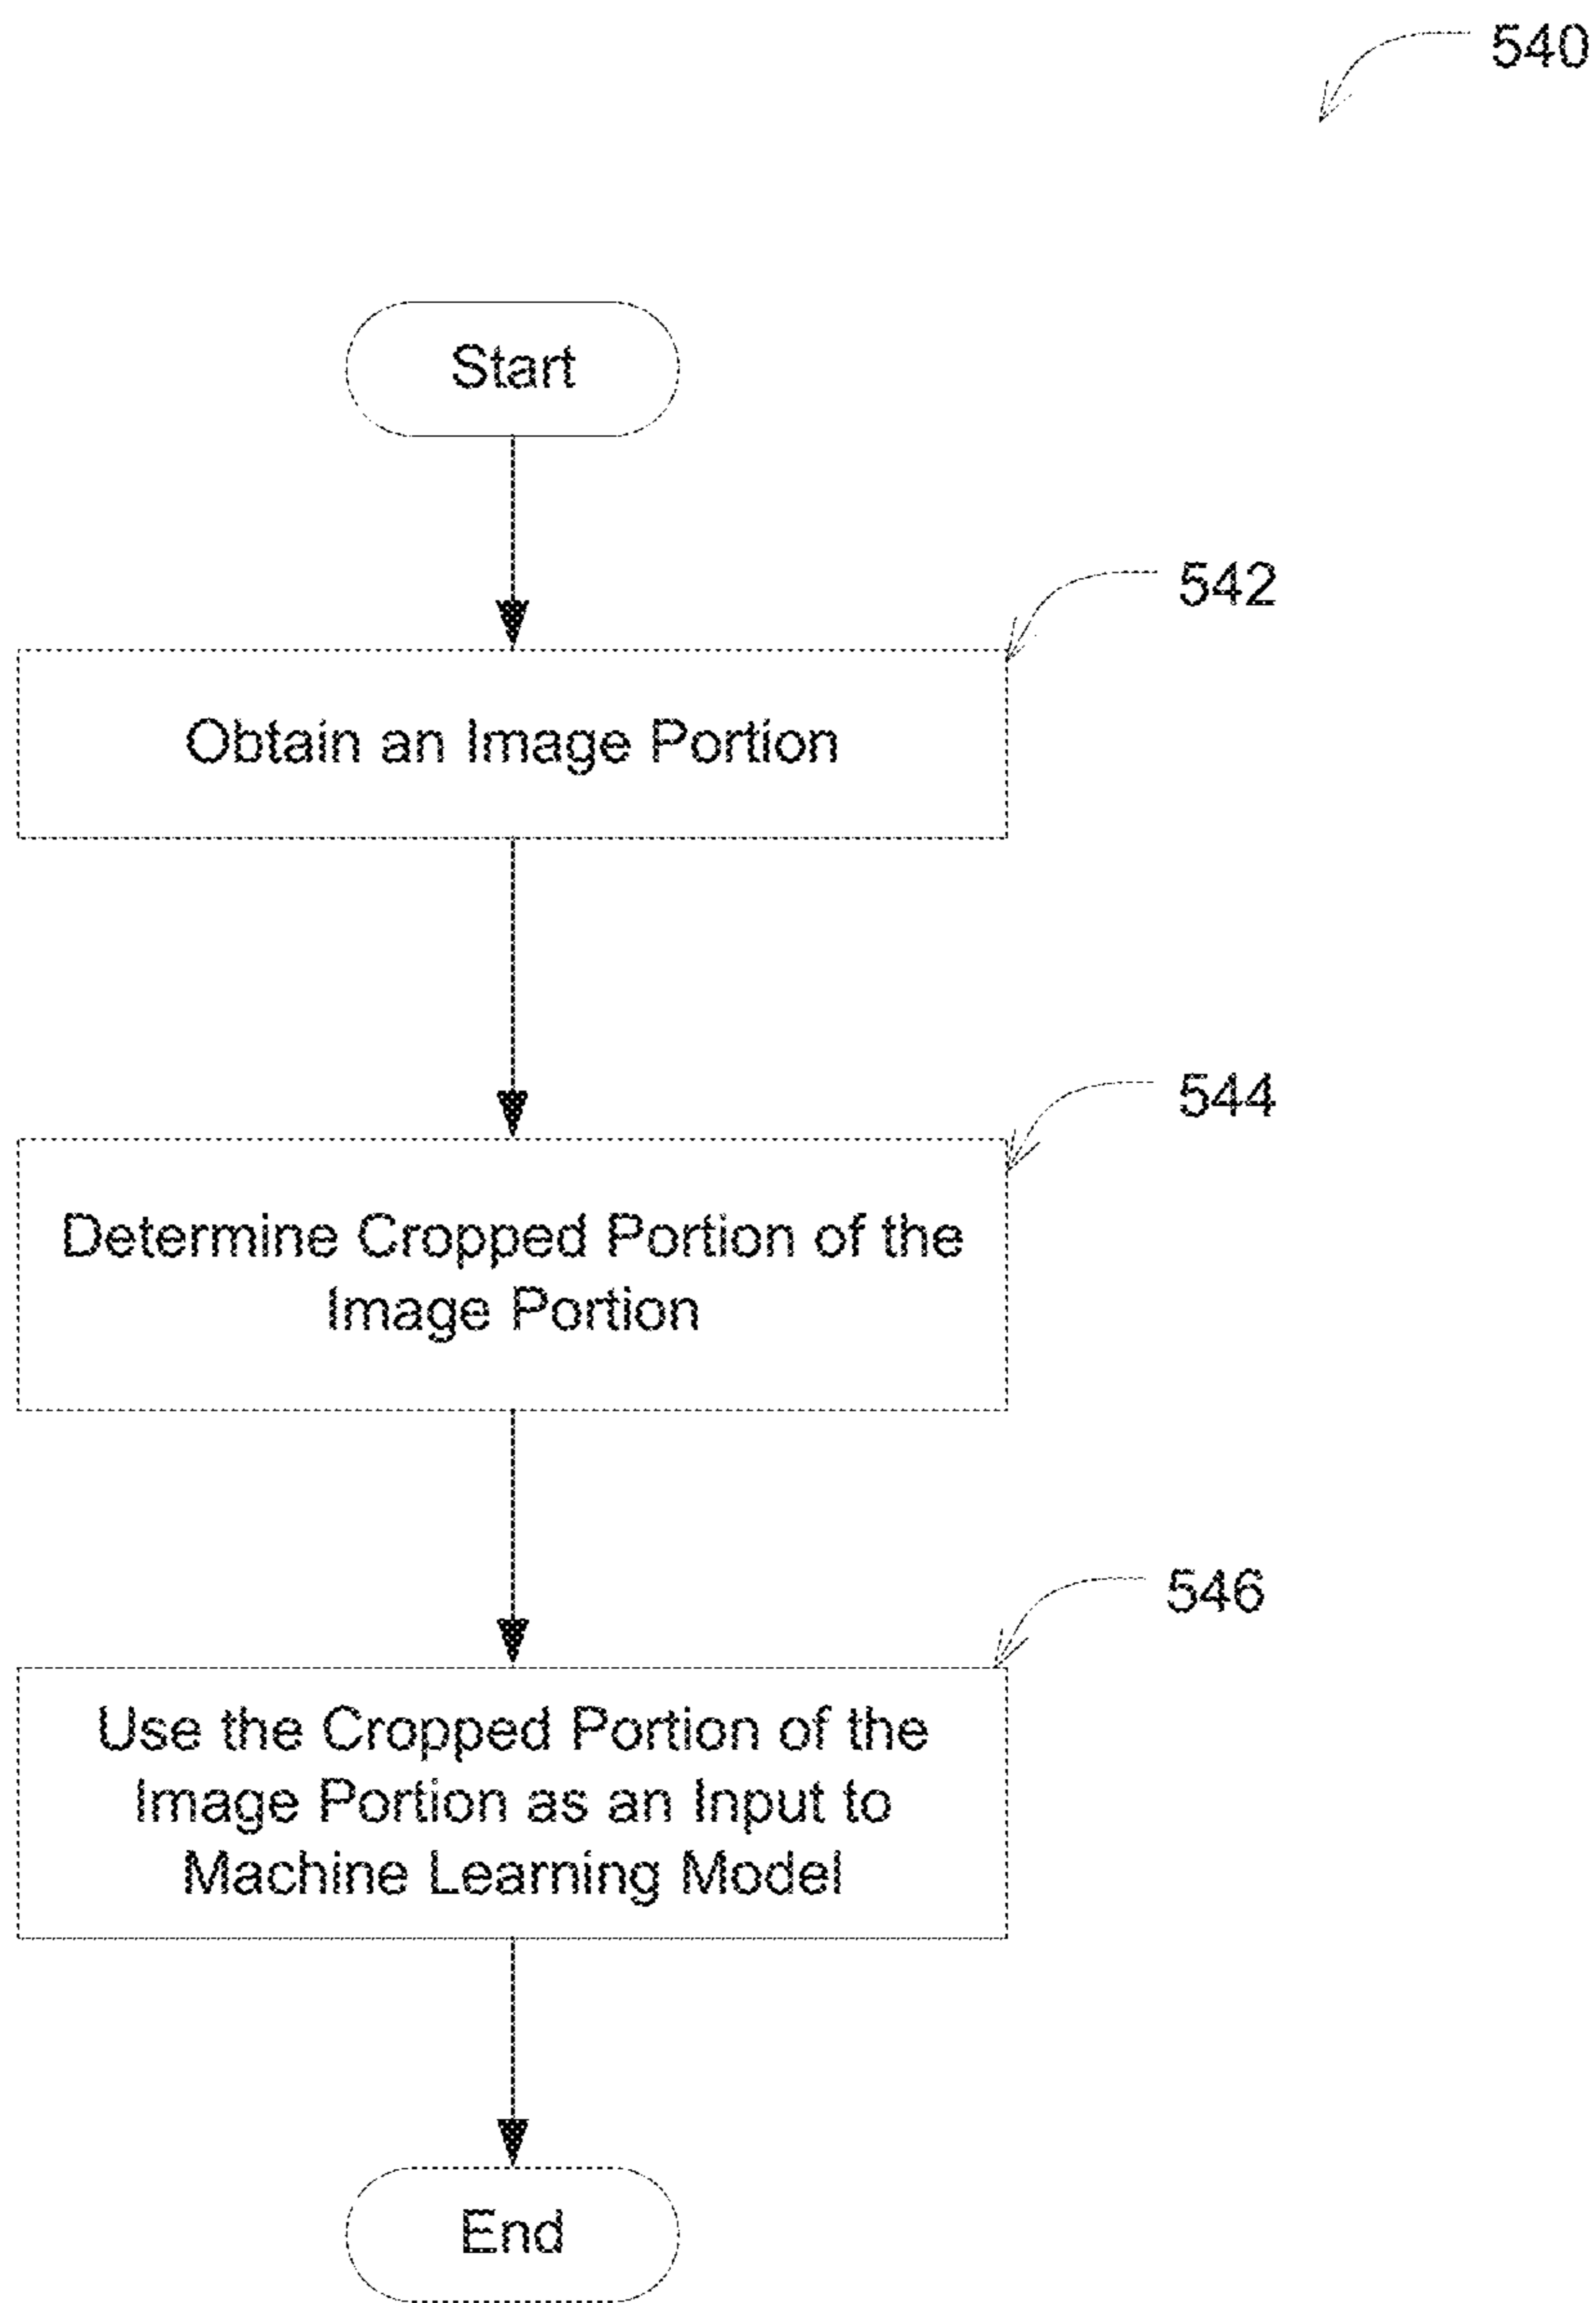 540
Start
542
Obtain an Image Portion
544
Determine Cropped Portion of the
Image Portion
546
Use the Cropped Portion of the
Image Portion as an Input to
Machine Learning Model
End